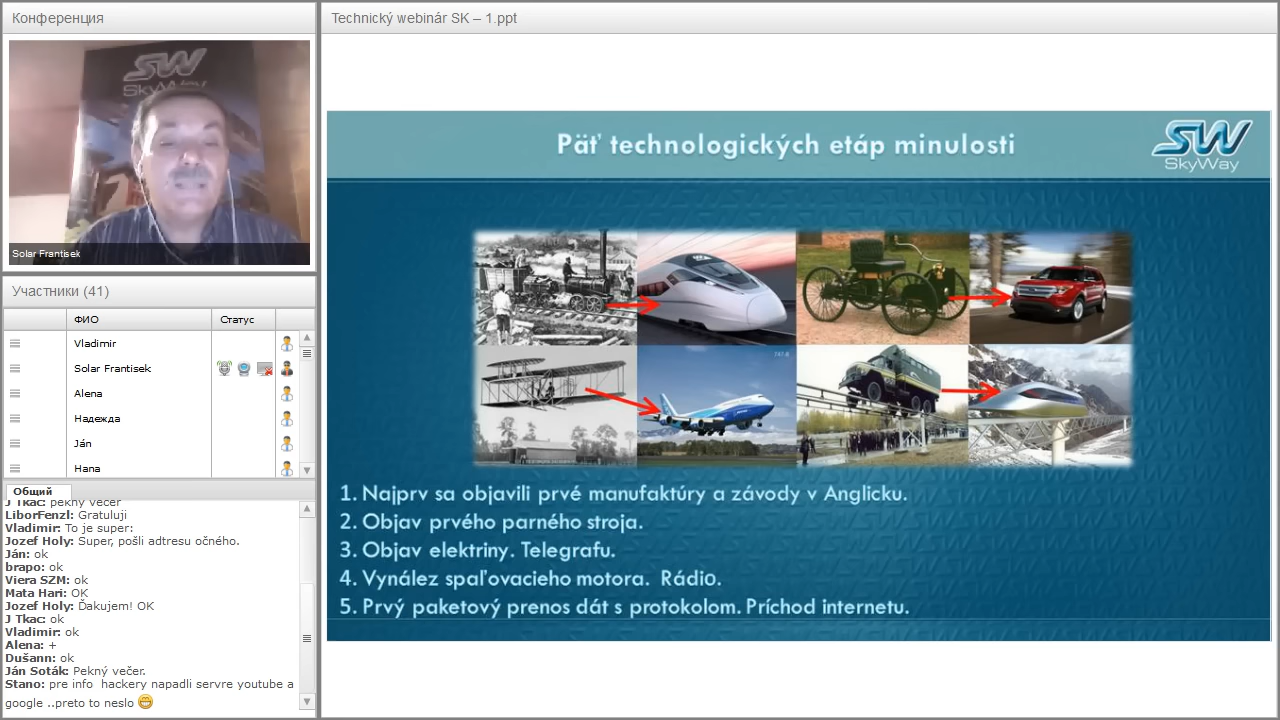 Конференция
SW
SkyWay
Solar Frantisek
Участники (41)
ФИО
Статус
Vladimir
Solar Frantisek
Alena
Надежда
Ján
Hana
Общий
J Tkac: pekný večer
LiborFenzl: Gratuluji
Vladimir: To je super:
Jozef Holy: Super, pošli adtresu očného.
Ján: ok
brapo: ok
Viera SZM: ok
Mata Hari: OK
Jozef Holy: Ďakujem! OK
J Tkac: ok
Vladimir: ok
Alena: +
Dušann: ok
Ján Soták: Pekný večer.
Stano: pre info hackery napadli servre youtube a
google ..preto to neslo
Technický webinár SK – 1.ppt
Päť technologických etáp minulosti
SW
SkyWay
1. Najprv sa objavili prvé manufaktúry a závody v Anglicku.
2. Objav prvého parného stroja.
3. Objav elektriny. Telegrafu.
4. Vynález spaľovacieho motora. Rádio.
5. Prvý paketový prenos dát s protokolom. Príchod internetu.